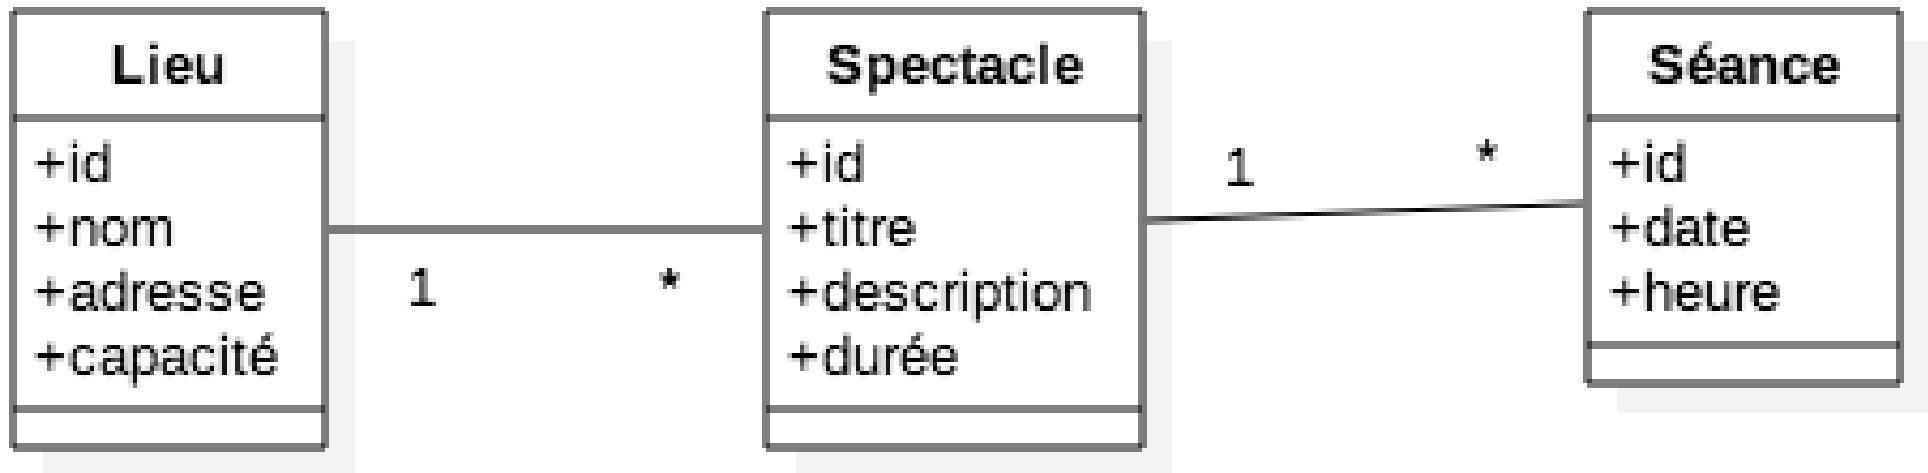 Lieu
+id
+nom
+adresse
+capacité
1
*
Spectacle
+id
+titre
+description
+durée
1
*
Séance
+id
+date
+heure